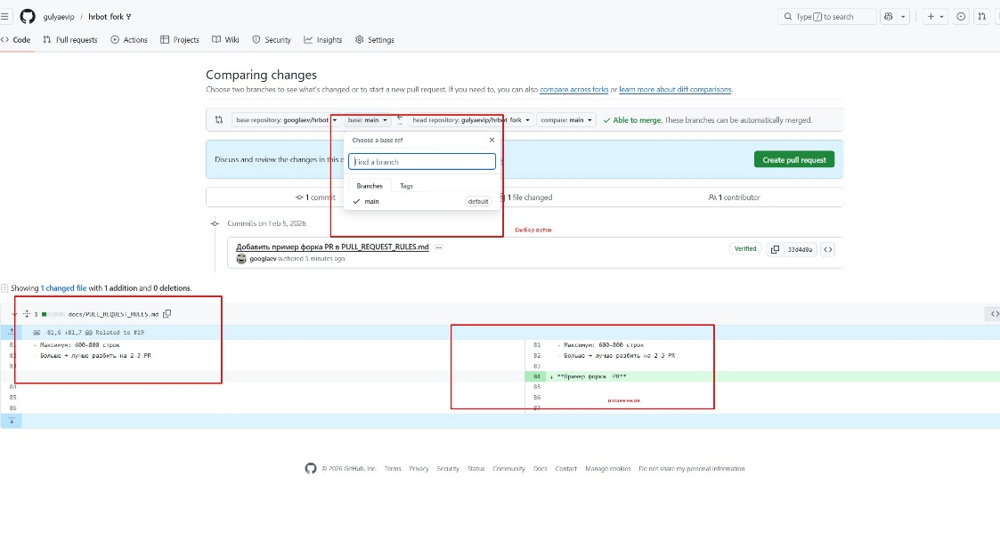 gulyaevip / hrbot_fork
Type / to search
Code Pull requests Actions Projects Wiki Security Insights Settings
Comparing changes
Choose two branches to see what's changed or to start a new pull request. If you need to, you can also compare across forks or learn more about diff comparisons.
base repository: googlaev/hrbot base: main head repository: gulyaevip/hrbot_fork compare: main Able to merge. These branches can be automatically merged.
Choose a base ref
Discuss and review the changes in this c
Create pull request
Find a branch
Branches Tags
main default
1 commit 1 file changed 1 contributor
Commits on Feb 5, 2026
Выбор ветки
Добавить пример форка PR в PULL_REQUEST_RULES.md ...
googlaev authored 5 minutes ago
Verified 33d4d0a
Showing 1 changed file with 1 addition and 0 deletions.
1 docs/PULL_REQUEST_RULES.md
@@ -81,6 +81,7 @@ Related to #19
81 - Максимум: 600-800 строк 81 - Максимум: 600-800 строк
82 - Больше → лучше разбить на 2-3 PR 82 - Больше → лучше разбить на 2-3 PR
83 83
84 + **Пример форка PR**
84 85
85 86
изменения
86 87
© 2026 GitHub, Inc. Terms Privacy Security Status Community Docs Contact Manage cookies Do not share my personal information